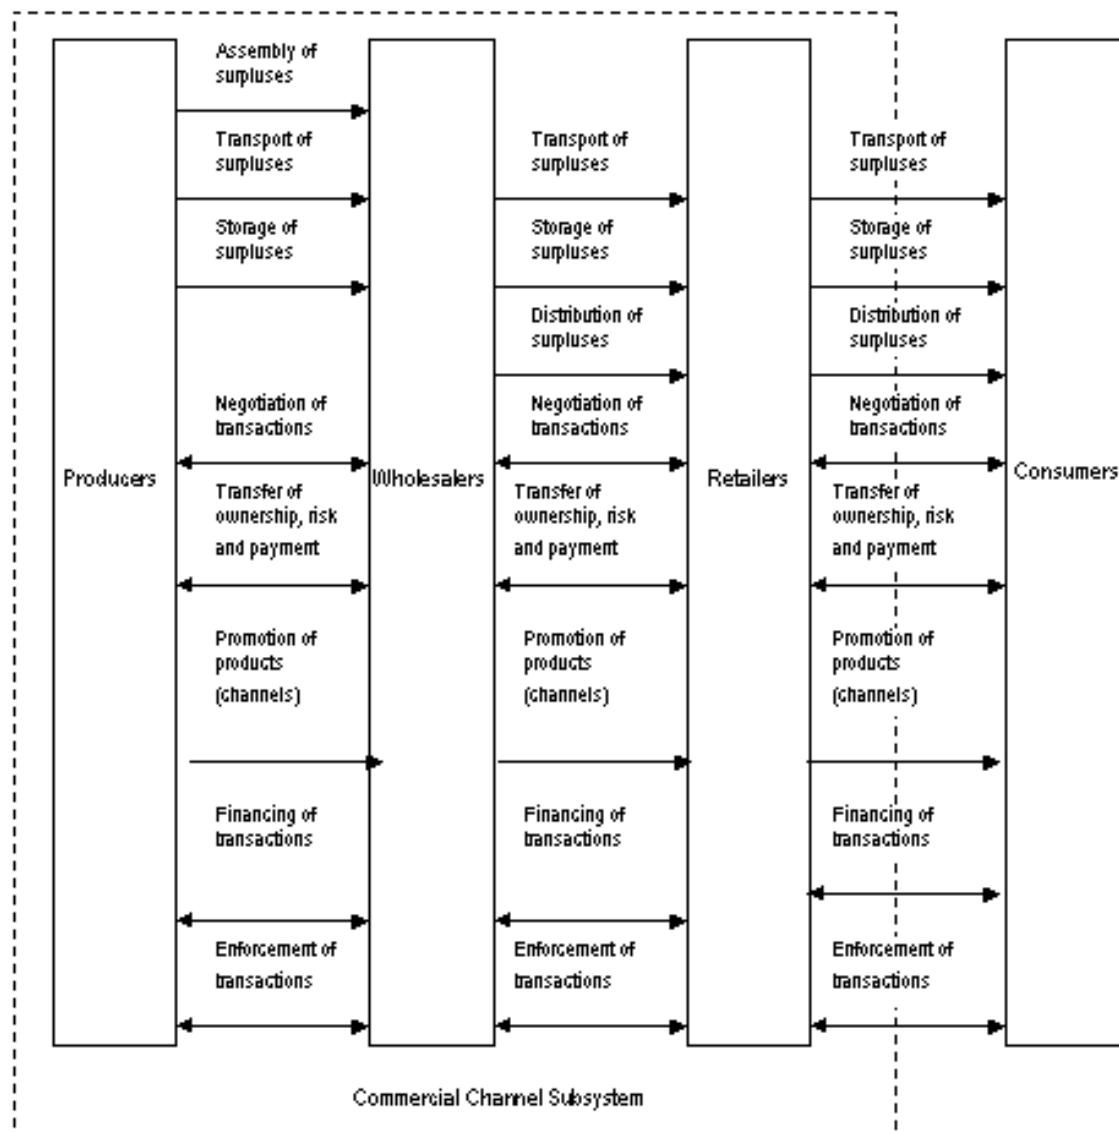 Assembly of
surpluses
Transport of
surpluses
Transport of
surpluses
Transport of
surpluses
Storage of
surpluses
Storage of
surpluses
Storage of
surpluses
Distribution of
surpluses
Distribution of
surpluses
Negotiation of
transactions
Negotiation of
transactions
Negotiation of
transactions
Producers
Wholesalers
Retailers
Consumers
Transfer of
ownership, risk
and payment
Transfer of
ownership, risk
and payment
Transfer of
ownership, risk
and payment
Promotion of
products
(channels)
Promotion of
products
(channels)
Promotion of
products
(channels)
Financing of
transactions
Financing of
transactions
Financing of
transactions
Enforcement of
transactions
Enforcement of
transactions
Enforcement of
transactions
Commercial Channel Subsystem